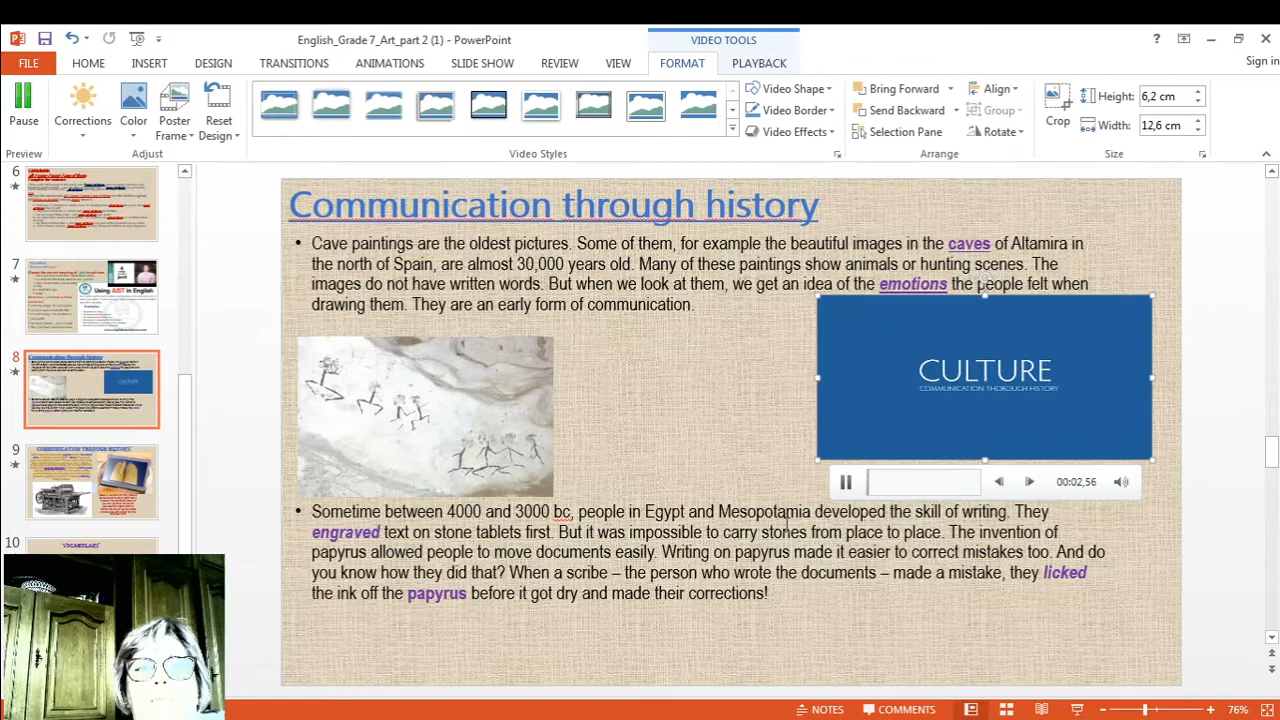 English_Grade 7_Art_part 2 (1) - PowerPoint
VIDEO TOOLS
Sign in
FILE HOME INSERT DESIGN TRANSITIONS ANIMATIONS SLIDE SHOW REVIEW VIEW FORMAT PLAYBACK
Pause
Corrections
Color
Poster
Frame
Reset
Design
Video Shape
Video Border
Video Effects
Bring Forward
Send Backward
Selection Pane
Align
Group
Rotate
Crop
Height: 6,2 cm
Width: 12,6 cm
Preview Adjust Video Styles Arrange Size
6
7
Using JUST in English
8
Communication through history
9
COMMUNICATION THROUGH HISTORY
10
VOCABULARY
Communication through history
• Cave paintings are the oldest pictures. Some of them, for example the beautiful images in the caves of Altamira in
the north of Spain, are almost 30,000 years old. Many of these paintings show animals or hunting scenes. The
images do not have written words. But when we look at them, we get an idea of the emotions the people felt when
drawing them. They are an early form of communication.
CULTURE
COMMUNICATION THOROUGH HISTORY
00:02,56
• Sometime between 4000 and 3000 bc, people in Egypt and Mesopotamia developed the skill of writing. They
engraved text on stone tablets first. But it was impossible to carry stones from place to place. The invention of
papyrus allowed people to move documents easily. Writing on papyrus made it easier to correct mistakes too. And do
you know how they did that? When a scribe – the person who wrote the documents – made a mistake, they licked
the ink off the papyrus before it got dry and made their corrections!
NOTES COMMENTS 76%